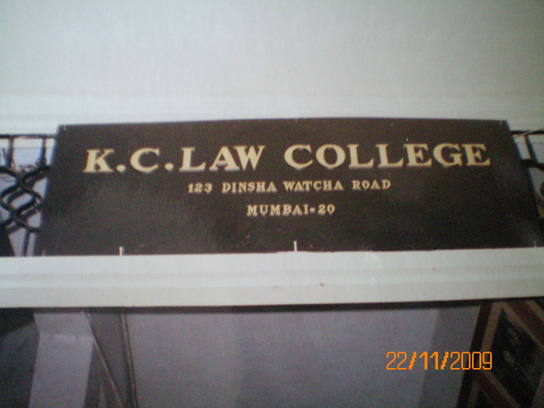 K.C. LAW COLLEGE
123 DINSHA WATCHA ROAD
MUMBAI-20
22/11/2009